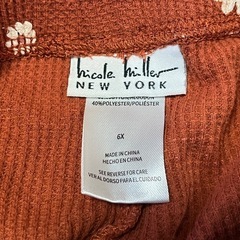 nicole miller
NEW YORK
40%POLYESTER/POLIÉSTER
6X
MADE IN CHINA
HECHO EN CHINA
SEE REVERSE FOR CARE
VER AL DORSO PARA EL CUIDADO